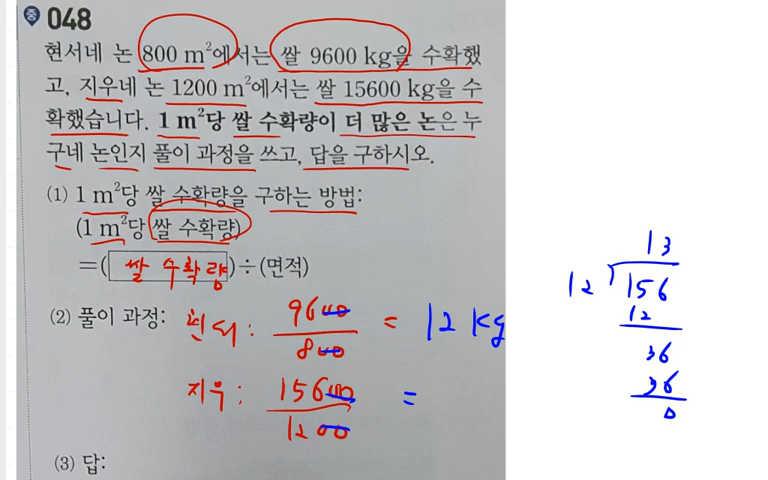 중 048
현서네 논 800 m²에서는 쌀 9600 kg을 수확했
고, 지우네 논 1200 m²에서는 쌀 15600 kg을 수
확했습니다. 1 m²당 쌀 수확량이 더 많은 논은 누
구네 논인지 풀이 과정을 쓰고, 답을 구하시오.
(1) 1 m²당 쌀 수확량을 구하는 방법:
(1 m²당 쌀 수확량)
=(쌀 수확량)÷(면적)
(2) 풀이 과정: 현서: 9600/800 = 12 kg
지우: 15600/1200 =
(3) 답:
13
12 ) 156
12
36
36
0